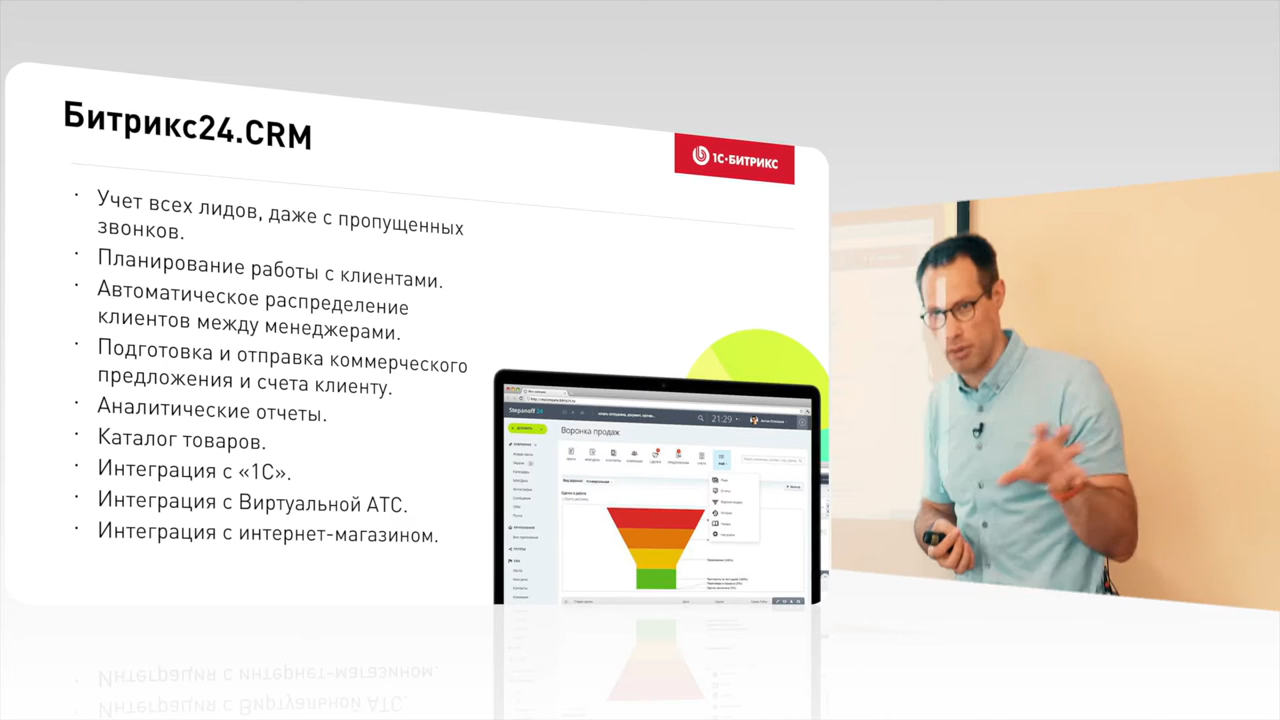 Битрикс24.CRM
1С-БИТРИКС
· Учет всех лидов, даже с пропущенных
звонков.
· Планирование работы с клиентами.
· Автоматическое распределение
клиентов между менеджерами.
· Подготовка и отправка коммерческого
предложения и счета клиенту.
· Аналитические отчеты.
· Каталог товаров.
· Интеграция с «1С».
· Интеграция с Виртуальной АТС.
· Интеграция с интернет-магазином.
Stepanoff 24
21:29
Воронка продаж